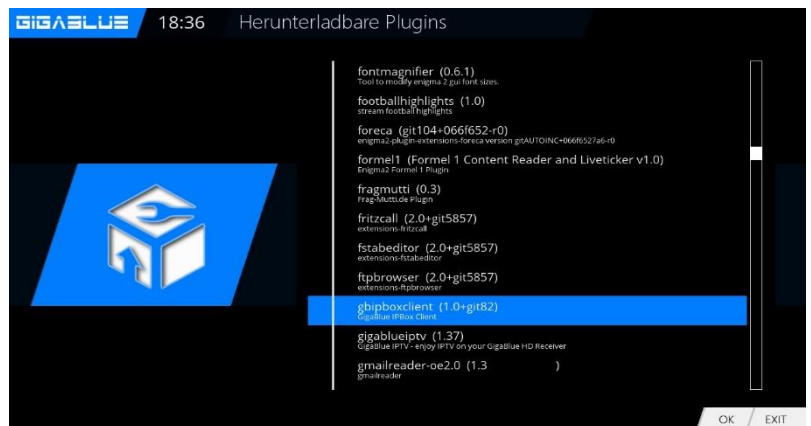 GIGABLUE 18:36 Herunterladbare Plugins
fontmagnifier (0.6.1)
Tool to modify enigma 2 gui font sizes.
footballhighlights (1.0)
stream football highlights
foreca (git104+066f652-r0)
enigma2-plugin-extensions-foreca version gitAUTOINC+066f6527a6-r0
formel1 (Formel 1 Content Reader and Liveticker v1.0)
Enigma2 Formel 1 Plugin
fragmutti (0.3)
Frag-Mutti.de Plugin
fritzcall (2.0+git5857)
extensions-fritzcall
fstabeditor (2.0+git5857)
extensions-fstabeditor
ftpbrowser (2.0+git5857)
extensions-ftpbrowser
gbipboxclient (1.0+git82)
GigaBlue IPBox Client
gigablueiptv (1.37)
GigaBlue IPTV - enjoy IPTV on your GigaBlue HD Receiver
gmailreader-oe2.0 (1.3 )
gmailreader
OK EXIT